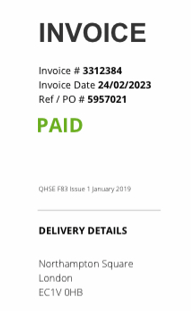 INVOICE
Invoice # 3312384
Invoice Date 24/02/2023
Ref / PO # 5957021
PAID
QHSE F83 Issue 1 January 2019
DELIVERY DETAILS
Northampton Square
London
EC1V 0HB